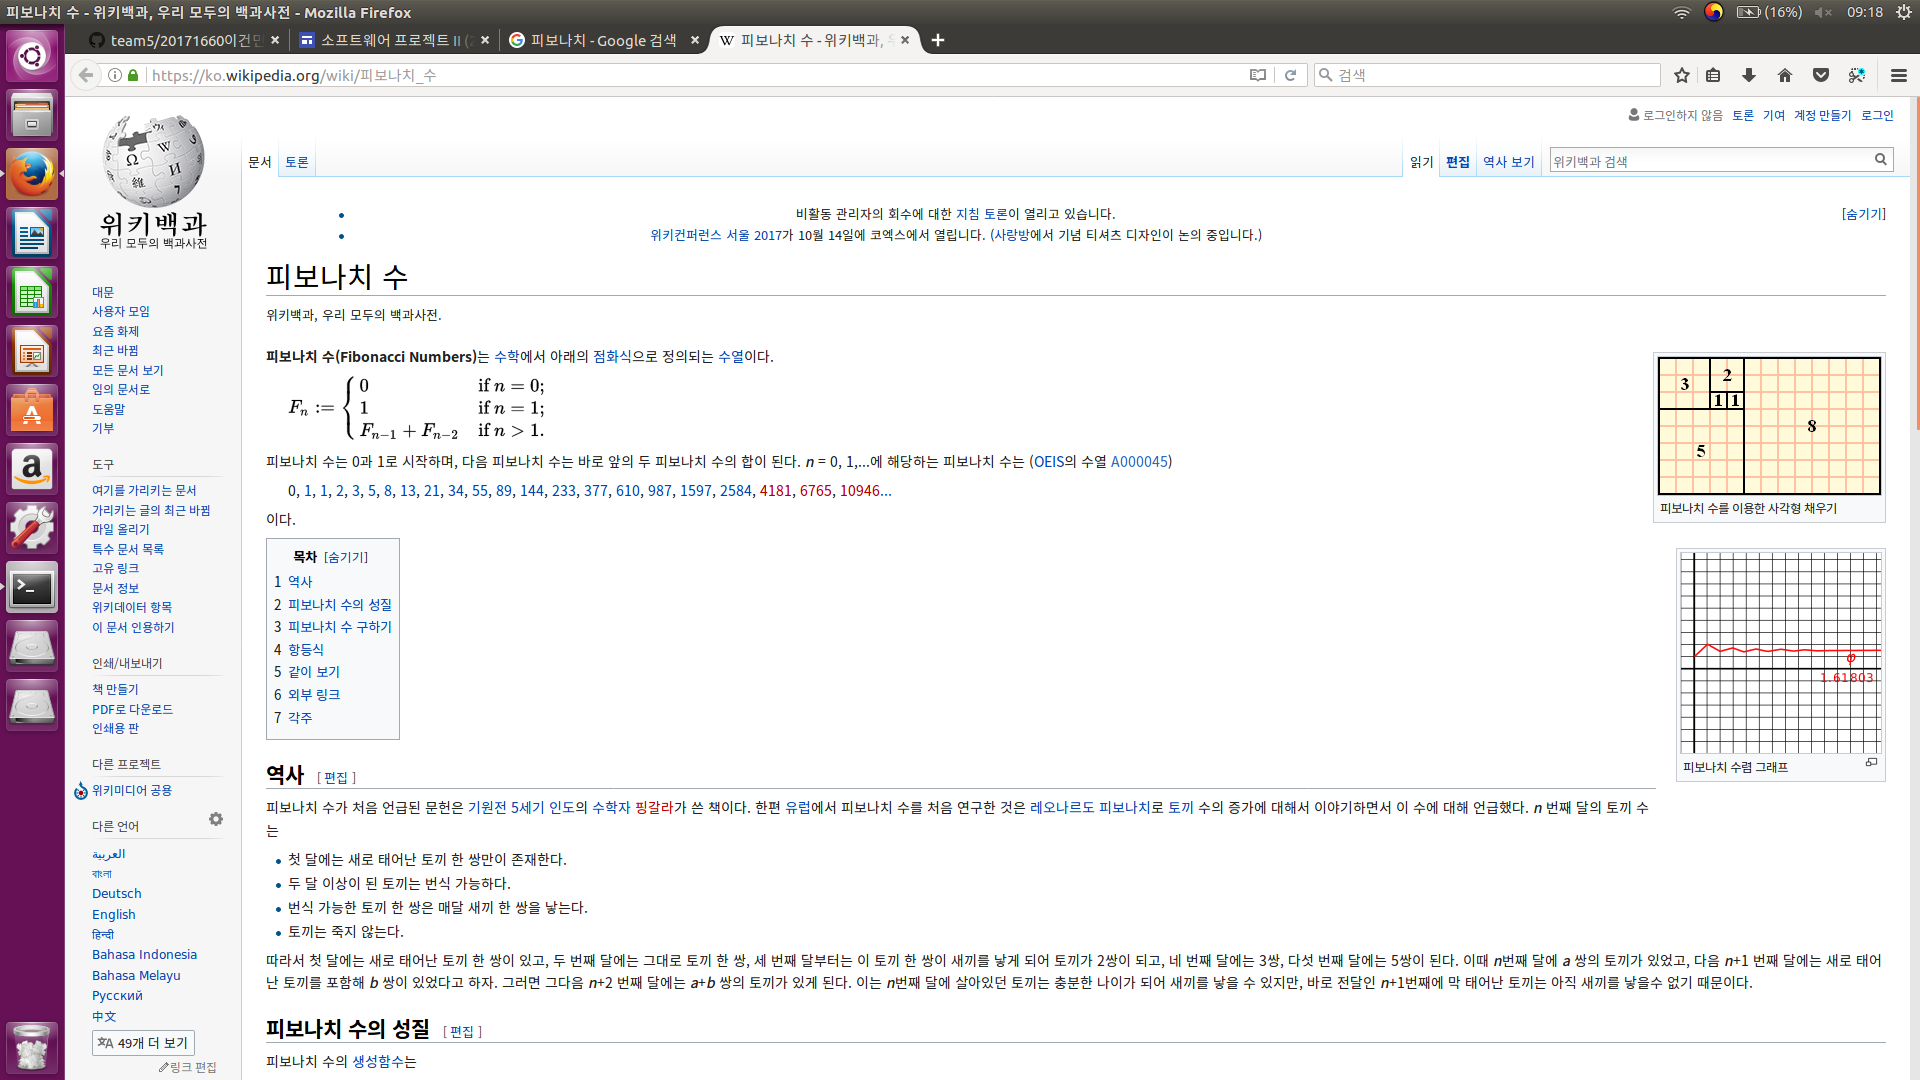 피보나치 수 - 위키백과, 우리 모두의 백과사전 - Mozilla Firefox
(16%) 09:18
team5/20171660이건민
소프트웨어 프로젝트 II (2
피보나치 - Google 검색
피보나치 수 - 위키백과,
https://ko.wikipedia.org/wiki/피보나치_수
검색
로그인하지 않음 토론 기여 계정 만들기 로그인
문서 토론
읽기 편집 역사 보기 위키백과 검색
위키백과
우리 모두의 백과사전
대문
사용자 모임
요즘 화제
최근 바뀜
모든 문서 보기
임의 문서로
도움말
기부
도구
여기를 가리키는 문서
가리키는 글의 최근 바뀜
파일 올리기
특수 문서 목록
고유 링크
문서 정보
위키데이터 항목
이 문서 인용하기
인쇄/내보내기
책 만들기
PDF로 다운로드
인쇄용 판
다른 프로젝트
위키미디어 공용
다른 언어
العربية
বাংলা
Deutsch
English
हिन्दी
Bahasa Indonesia
Bahasa Melayu
Русский
中文
49개 더 보기
링크 편집
비활동 관리자의 회수에 대한 지침 토론이 열리고 있습니다. [숨기기]
위키컨퍼런스 서울 2017가 10월 14일에 코엑스에서 열립니다. (사랑방에서 기념 티셔츠 디자인이 논의 중입니다.)
피보나치 수
위키백과, 우리 모두의 백과사전.
피보나치 수(Fibonacci Numbers)는 수학에서 아래의 점화식으로 정의되는 수열이다.
0 if n = 0;
Fn := { 1 if n = 1;
Fn−1 + Fn−2 if n > 1.
피보나치 수는 0과 1로 시작하며, 다음 피보나치 수는 바로 앞의 두 피보나치 수의 합이 된다. n = 0, 1,...에 해당하는 피보나치 수는 (OEIS의 수열 A000045)
0, 1, 1, 2, 3, 5, 8, 13, 21, 34, 55, 89, 144, 233, 377, 610, 987, 1597, 2584, 4181, 6765, 10946...
이다.
3 2
1 1
8
5
피보나치 수를 이용한 사각형 채우기
φ
1.61803
피보나치 수렴 그래프
목차 [숨기기]
1 역사
2 피보나치 수의 성질
3 피보나치 수 구하기
4 항등식
5 같이 보기
6 외부 링크
7 각주
역사 [ 편집 ]
피보나치 수가 처음 언급된 문헌은 기원전 5세기 인도의 수학자 핑갈라가 쓴 책이다. 한편 유럽에서 피보나치 수를 처음 연구한 것은 레오나르도 피보나치로 토끼 수의 증가에 대해서 이야기하면서 이 수에 대해 언급했다. n 번째 달의 토끼 수
는
첫 달에는 새로 태어난 토끼 한 쌍만이 존재한다.
두 달 이상이 된 토끼는 번식 가능하다.
번식 가능한 토끼 한 쌍은 매달 새끼 한 쌍을 낳는다.
토끼는 죽지 않는다.
따라서 첫 달에는 새로 태어난 토끼 한 쌍이 있고, 두 번째 달에는 그대로 토끼 한 쌍, 세 번째 달부터는 이 토끼 한 쌍이 새끼를 낳게 되어 토끼가 2쌍이 되고, 네 번째 달에는 3쌍, 다섯 번째 달에는 5쌍이 된다. 이때 n번째 달에 a 쌍의 토끼가 있었고, 다음 n+1 번째 달에는 새로 태어
난 토끼를 포함해 b 쌍이 있었다고 하자. 그러면 그다음 n+2 번째 달에는 a+b 쌍의 토끼가 있게 된다. 이는 n번째 달에 살아있던 토끼는 충분한 나이가 되어 새끼를 낳을 수 있지만, 바로 전달인 n+1번째에 막 태어난 토끼는 아직 새끼를 낳을수 없기 때문이다.
피보나치 수의 성질 [ 편집 ]
피보나치 수의 생성함수는